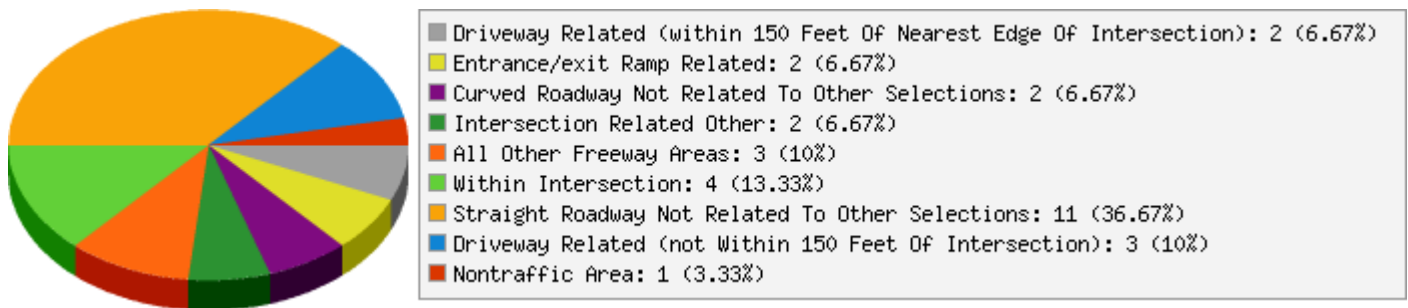 Driveway Related (within 150 Feet Of Nearest Edge Of Intersection): 2 (6.67%)
Entrance/exit Ramp Related: 2 (6.67%)
Curved Roadway Not Related To Other Selections: 2 (6.67%)
Intersection Related Other: 2 (6.67%)
All Other Freeway Areas: 3 (10%)
Within Intersection: 4 (13.33%)
Straight Roadway Not Related To Other Selections: 11 (36.67%)
Driveway Related (not Within 150 Feet Of Intersection): 3 (10%)
Nontraffic Area: 1 (3.33%)